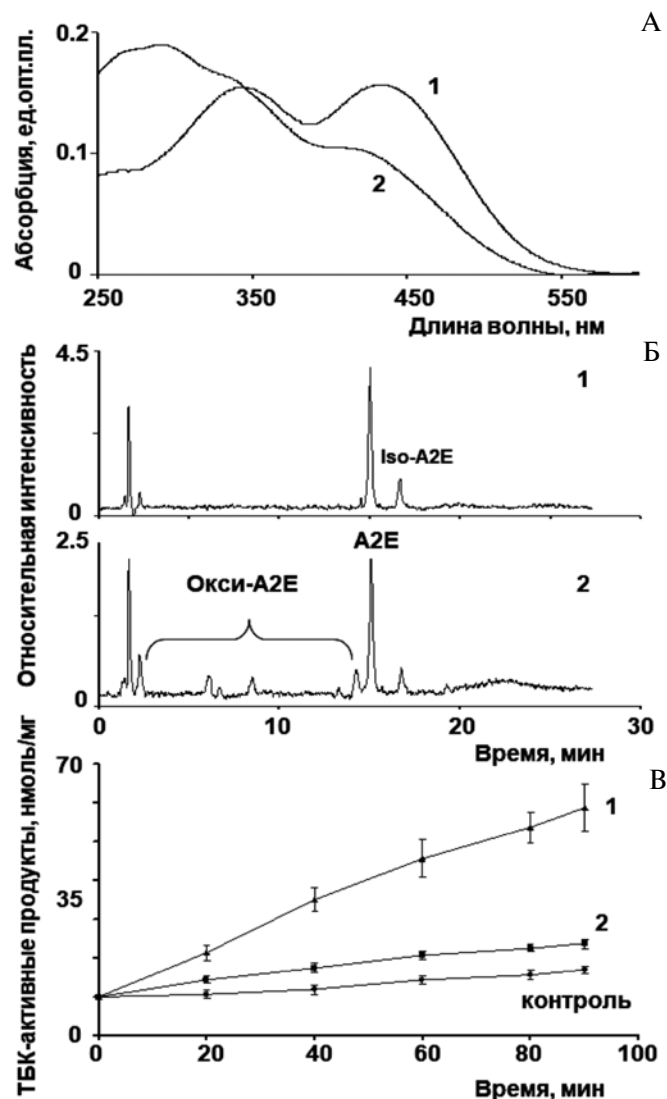 А
Абсорбция, ед.опт.пл.
0.2
0.1
0
1
2
250
350
450
550
Длина волны, нм
Б
Относительная интенсивность
4.5
0
1
Iso-A2E
2.5
0
A2E
Окси-А2Е
2
0
10
20
30
Время, мин
В
ТБК-активные продукты, нмоль/мг
70
35
0
1
2
контроль
0
20
40
60
80
100
Время, мин